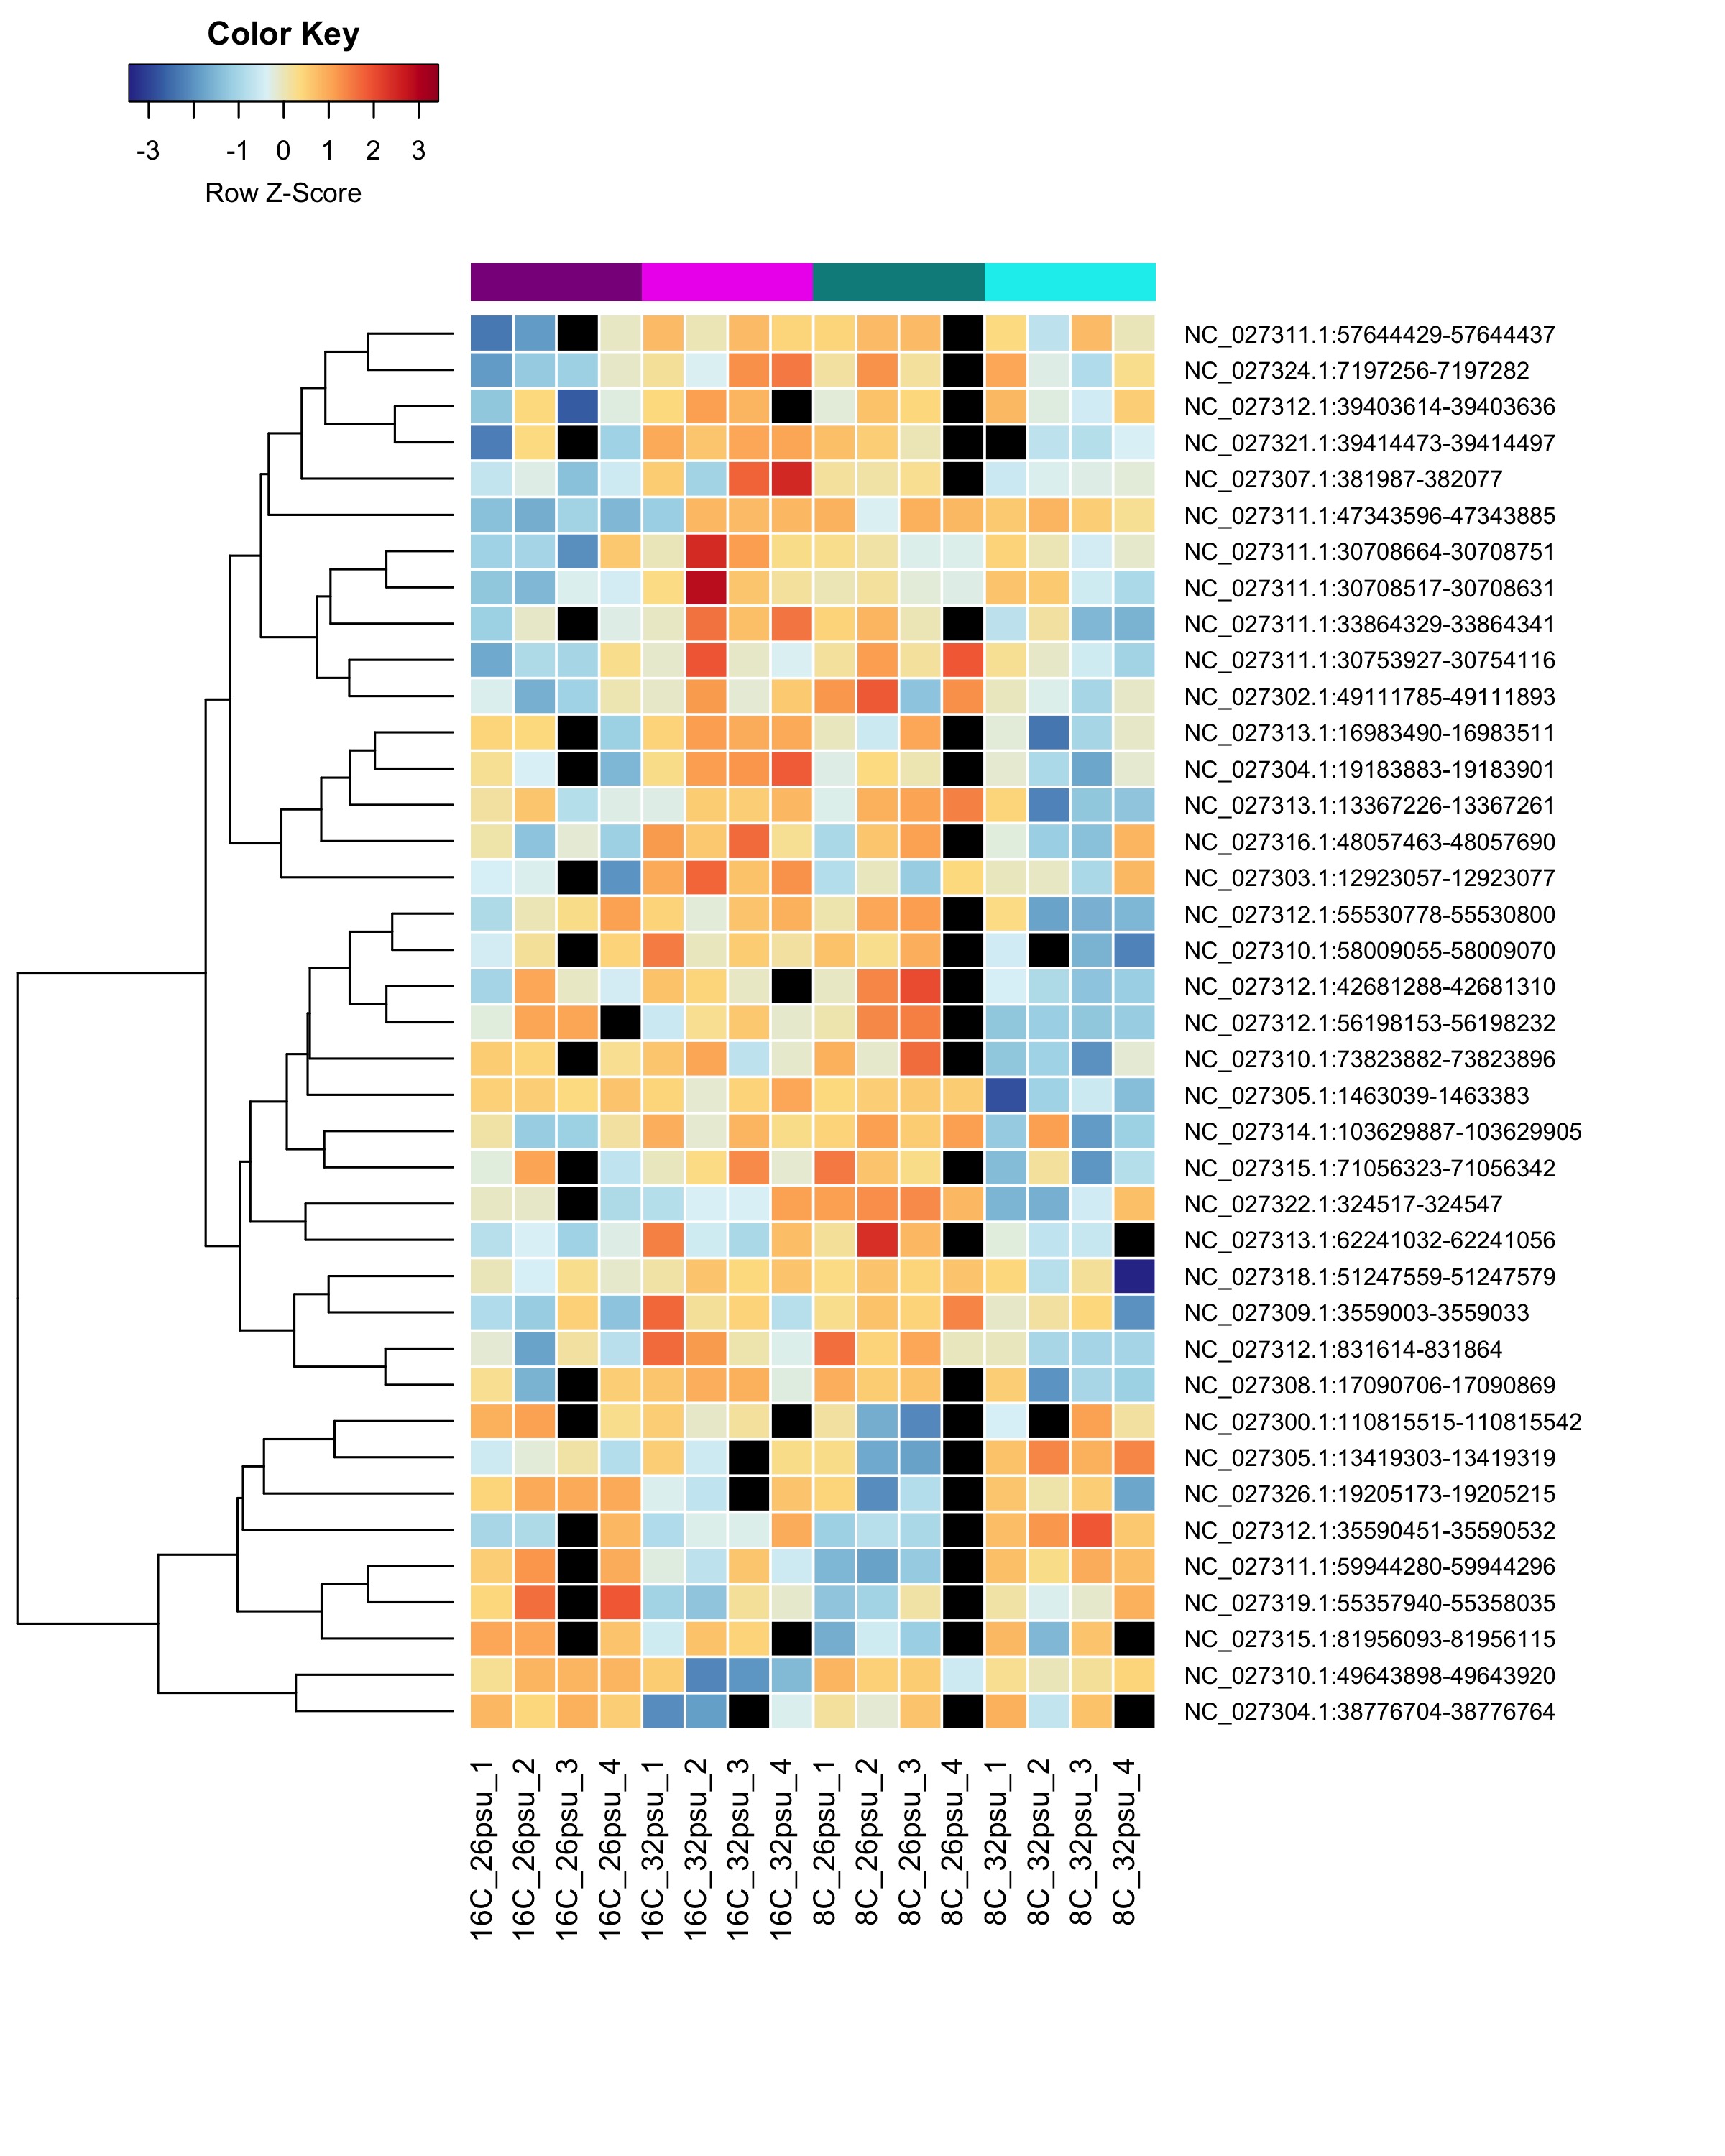 Color Key
-3 -1 0 1 2 3
Row Z-Score
NC_027311.1:57644429-57644437
NC_027324.1:7197256-7197282
NC_027312.1:39403614-39403636
NC_027321.1:39414473-39414497
NC_027307.1:381987-382077
NC_027311.1:47343596-47343885
NC_027311.1:30708664-30708751
NC_027311.1:30708517-30708631
NC_027311.1:33864329-33864341
NC_027311.1:30753927-30754116
NC_027302.1:49111785-49111893
NC_027313.1:16983490-16983511
NC_027304.1:19183883-19183901
NC_027313.1:13367226-13367261
NC_027316.1:48057463-48057690
NC_027303.1:12923057-12923077
NC_027312.1:55530778-55530800
NC_027310.1:58009055-58009070
NC_027312.1:42681288-42681310
NC_027312.1:56198153-56198232
NC_027310.1:73823882-73823896
NC_027305.1:1463039-1463383
NC_027314.1:103629887-103629905
NC_027315.1:71056323-71056342
NC_027322.1:324517-324547
NC_027313.1:62241032-62241056
NC_027318.1:51247559-51247579
NC_027309.1:3559003-3559033
NC_027312.1:831614-831864
NC_027308.1:17090706-17090869
NC_027300.1:110815515-110815542
NC_027305.1:13419303-13419319
NC_027326.1:19205173-19205215
NC_027312.1:35590451-35590532
NC_027311.1:59944280-59944296
NC_027319.1:55357940-55358035
NC_027315.1:81956093-81956115
NC_027310.1:49643898-49643920
NC_027304.1:38776704-38776764
16C_26psu_1
16C_26psu_2
16C_26psu_3
16C_26psu_4
16C_32psu_1
16C_32psu_2
16C_32psu_3
16C_32psu_4
8C_26psu_1
8C_26psu_2
8C_26psu_3
8C_26psu_4
8C_32psu_1
8C_32psu_2
8C_32psu_3
8C_32psu_4